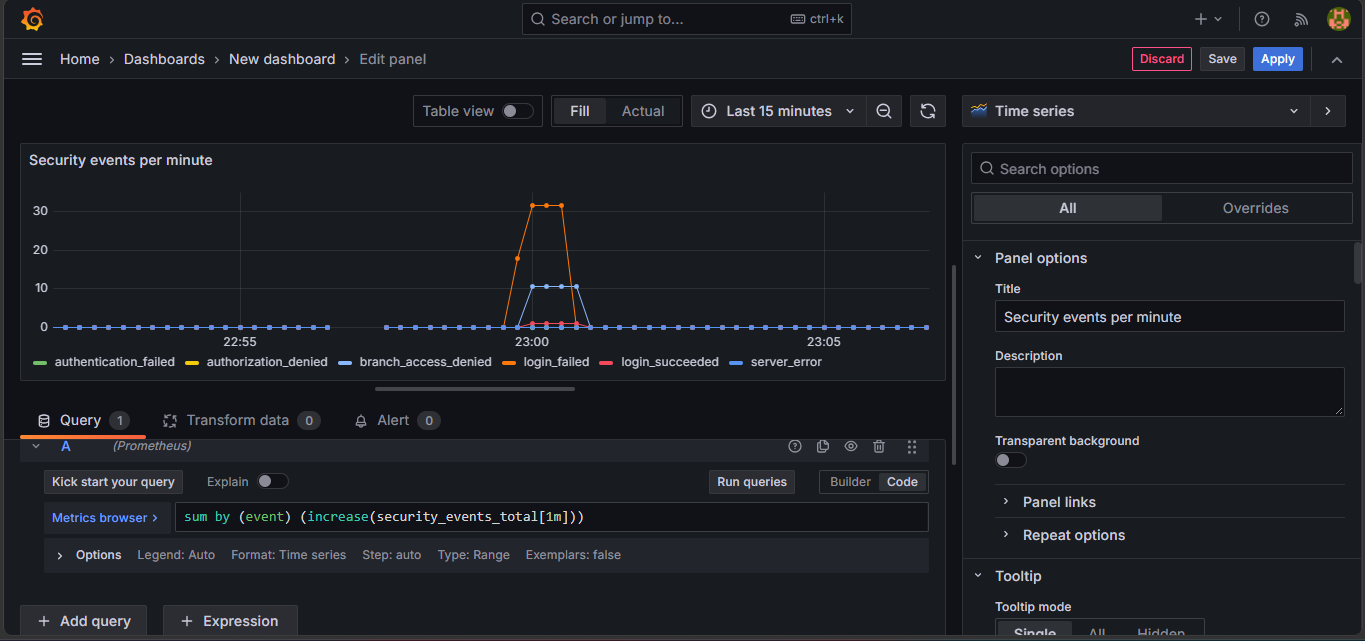 Search or jump to... ctrl+k
Home › Dashboards › New dashboard › Edit panel Discard Save Apply
Table view Fill Actual Last 15 minutes Time series
Security events per minute
30
20
10
0
22:55 23:00 23:05
authentication_failed authorization_denied branch_access_denied login_failed login_succeeded server_error
Query 1 Transform data 0 Alert 0
A (Prometheus)
Kick start your query Explain Run queries Builder Code
Metrics browser › sum by (event) (increase(security_events_total[1m]))
› Options Legend: Auto Format: Time series Step: auto Type: Range Exemplars: false
+ Add query + Expression
Search options
All Overrides
Panel options
Title
Security events per minute
Description
Transparent background
Panel links
Repeat options
Tooltip
Tooltip mode
Single All Hidden